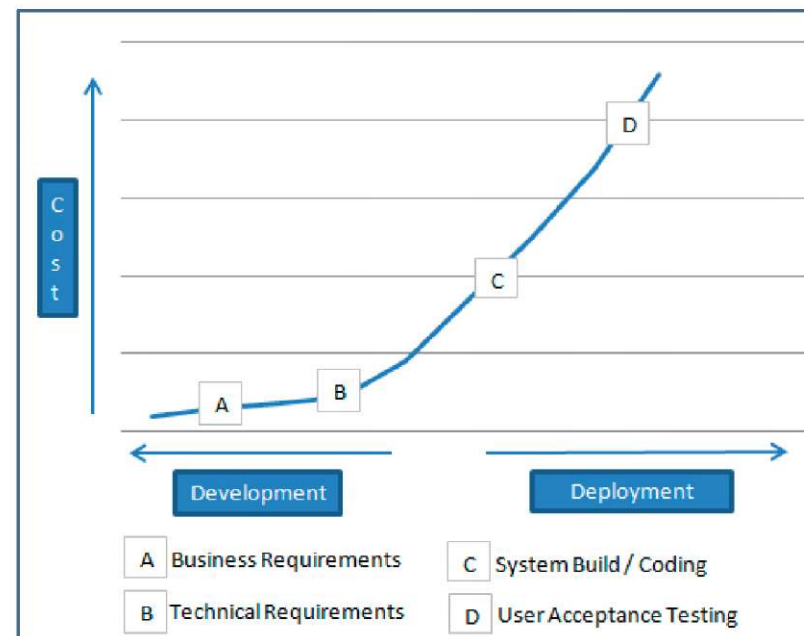 D
C
o
s
t
C
B
A
Development
Deployment
A Business Requirements
C System Build / Coding
B Technical Requirements
D User Acceptance Testing